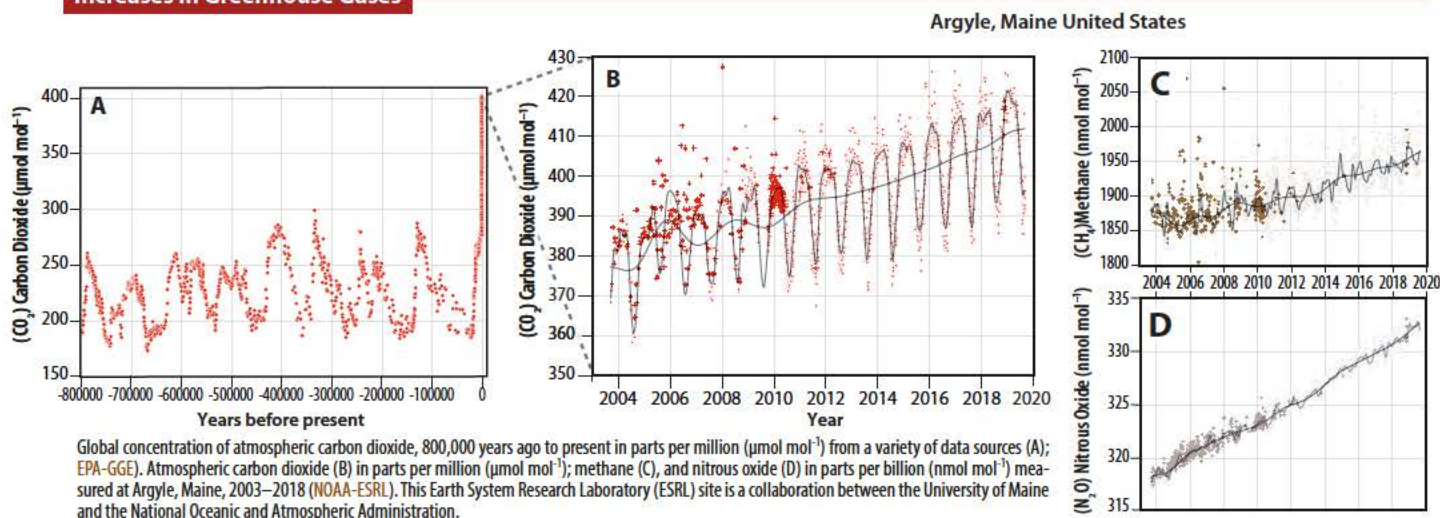 Increases in Greenhouse Gases
Argyle, Maine United States
A
(CO₂) Carbon Dioxide (μmol mol⁻¹)
400
350
300
250
200
150
-800000 -700000 -600000 -500000 -400000 -300000 -200000 -100000 0
Years before present
B
(CO₂) Carbon Dioxide (μmol mol⁻¹)
430
420
410
400
390
380
370
360
350
2004 2006 2008 2010 2012 2014 2016 2018 2020
Year
C
(CH₄)Methane (nmol mol⁻¹)
2100
2050
2000
1950
1900
1850
1800
2004 2006 2008 2010 2012 2014 2016 2018 2020
D
(N₂O) Nitrous Oxide (nmol mol⁻¹)
335
330
325
320
315
Global concentration of atmospheric carbon dioxide, 800,000 years ago to present in parts per million (μmol mol⁻¹) from a variety of data sources (A);
EPA-GGE). Atmospheric carbon dioxide (B) in parts per million (μmol mol⁻¹); methane (C), and nitrous oxide (D) in parts per billion (nmol mol⁻¹) mea-
sured at Argyle, Maine, 2003–2018 (NOAA-ESRL). This Earth System Research Laboratory (ESRL) site is a collaboration between the University of Maine
and the National Oceanic and Atmospheric Administration.